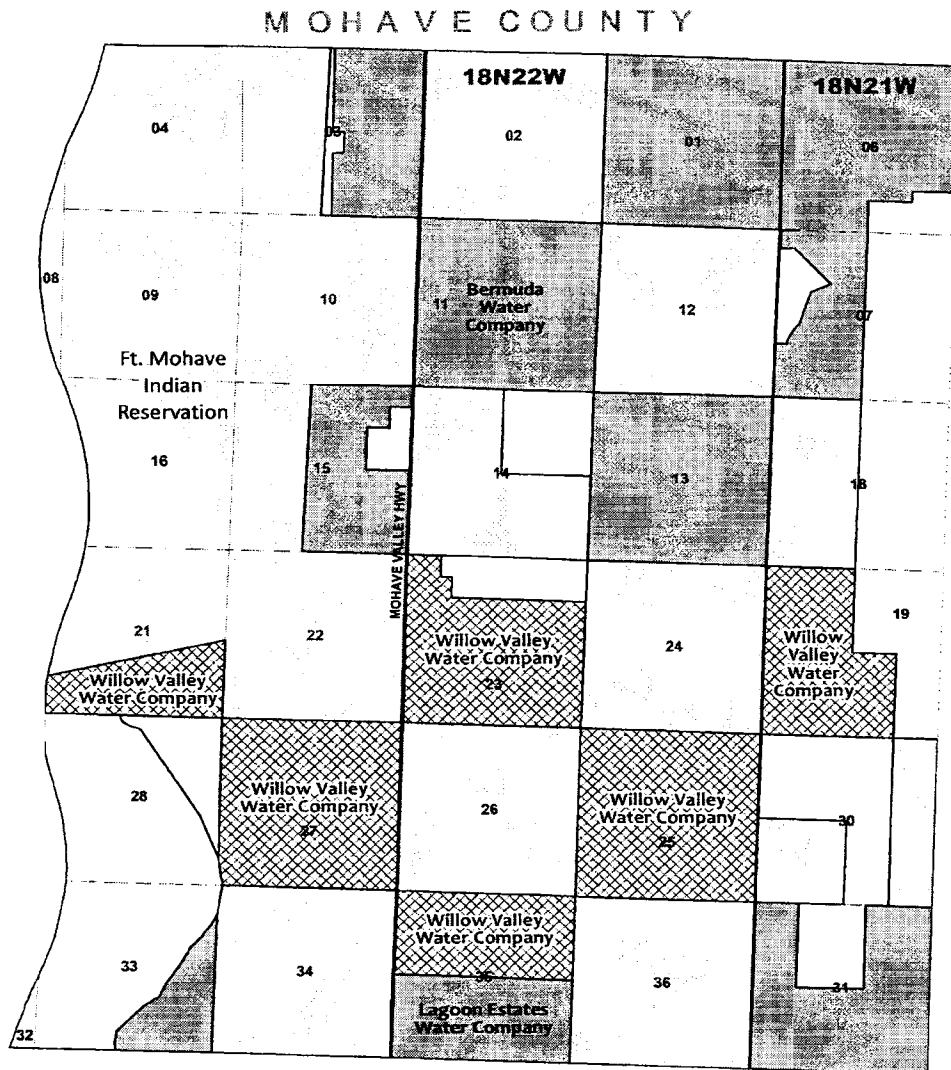 MOHAVE COUNTY
18N22W
18N21W
04
03
02
01
06
08
09
10
11
Bermuda
Water
Company
12
07
Ft. Mohave
Indian
Reservation
16
15
14
13
18
MOHAVE VALLEY HWY
21
22
Willow Valley
Water Company
23
24
Willow
Valley
Water
Company
19
Willow Valley
Water Company
28
Willow Valley
Water Company
27
26
Willow Valley
Water Company
25
30
33
34
Willow Valley
Water Company
35
Lagoon Estates
Water Company
36
31
32